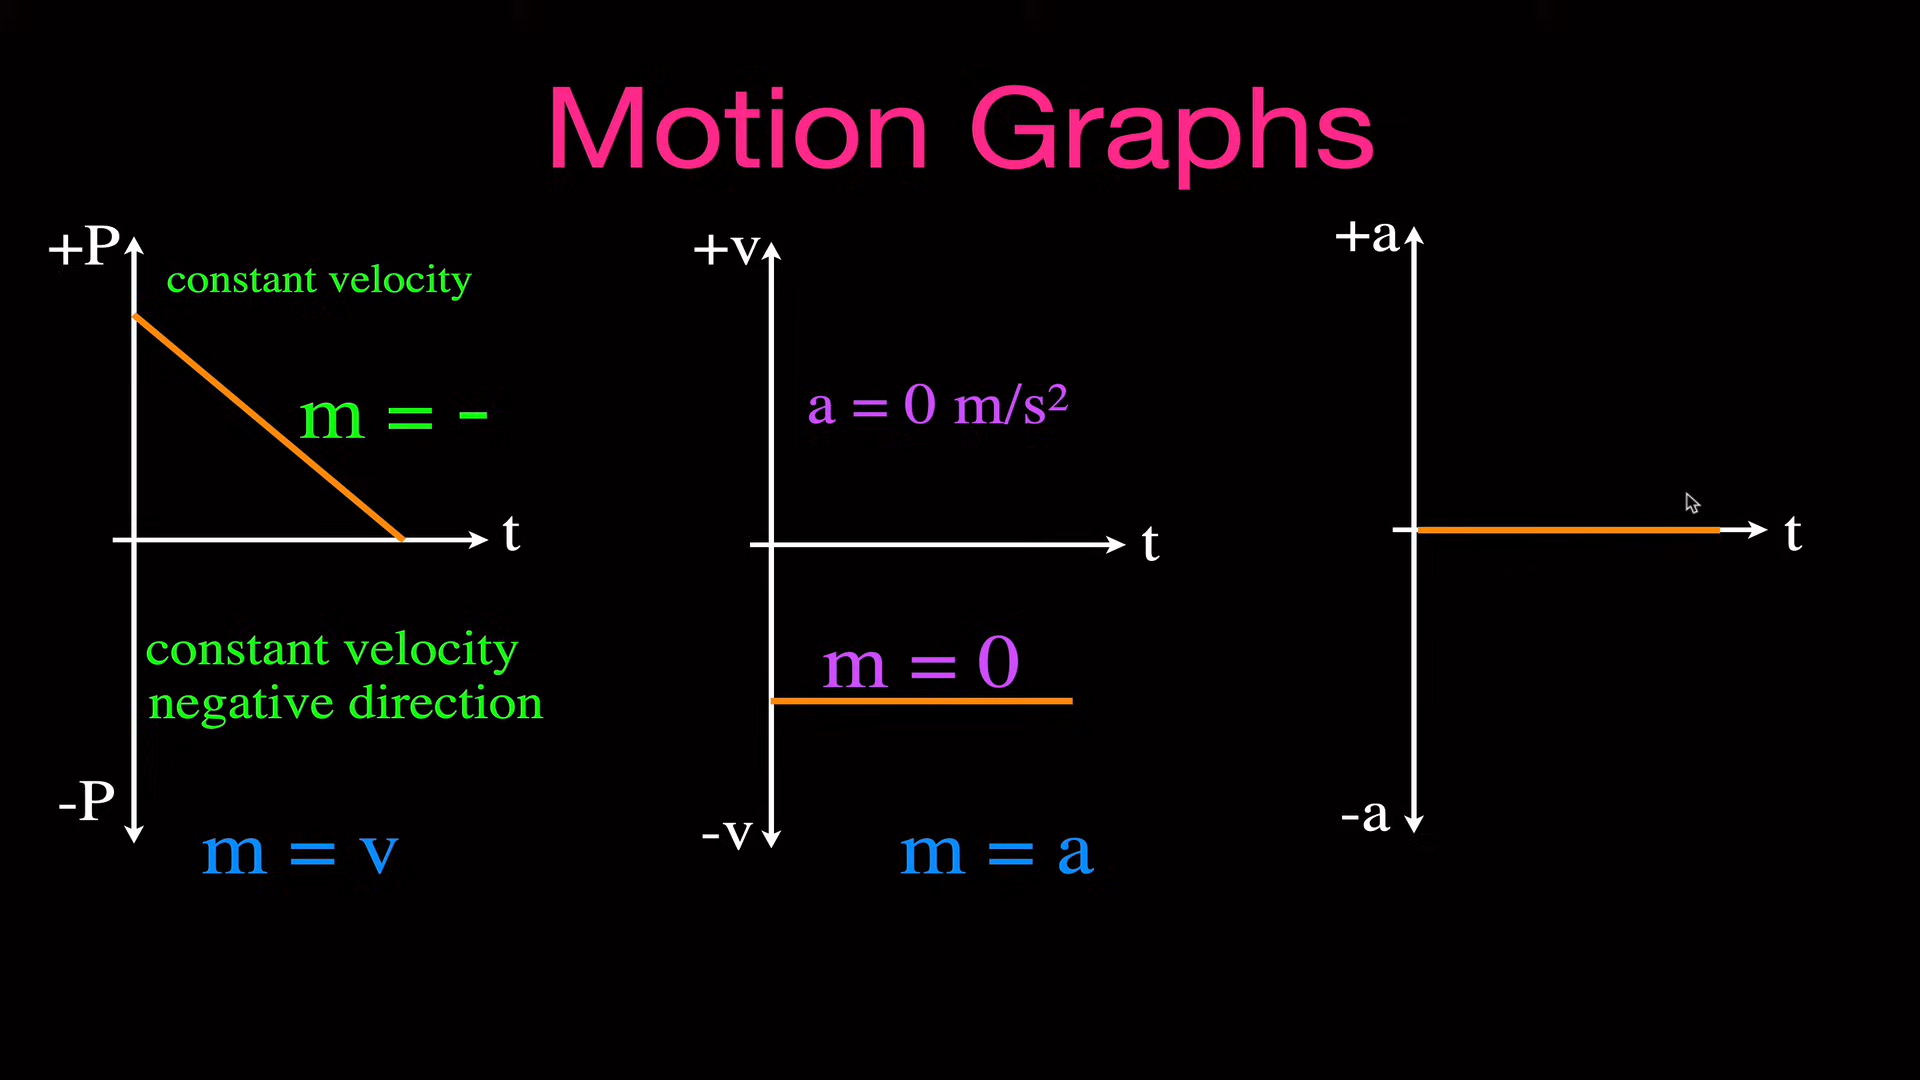 Motion Graphs
+P
constant velocity
m = -
t
constant velocity
negative direction
-P
m = v
+v
a = 0 m/s²
t
m = 0
-v
m = a
+a
t
-a